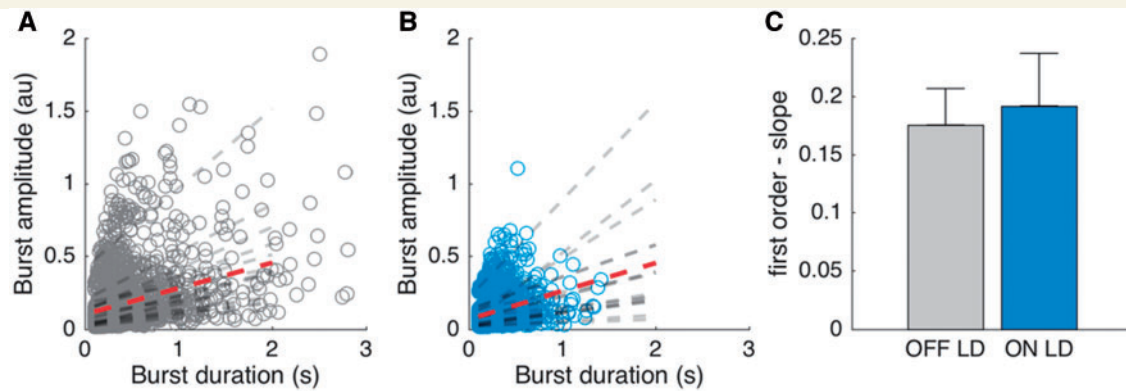 A
Burst amplitude (au)
2
1.5
1
0.5
0
0
1
2
3
Burst duration (s)
B
Burst amplitude (au)
2
1.5
1
0.5
0
0
1
2
3
Burst duration (s)
C
first order - slope
0.25
0.2
0.15
0.1
0.05
0
OFF LD
ON LD